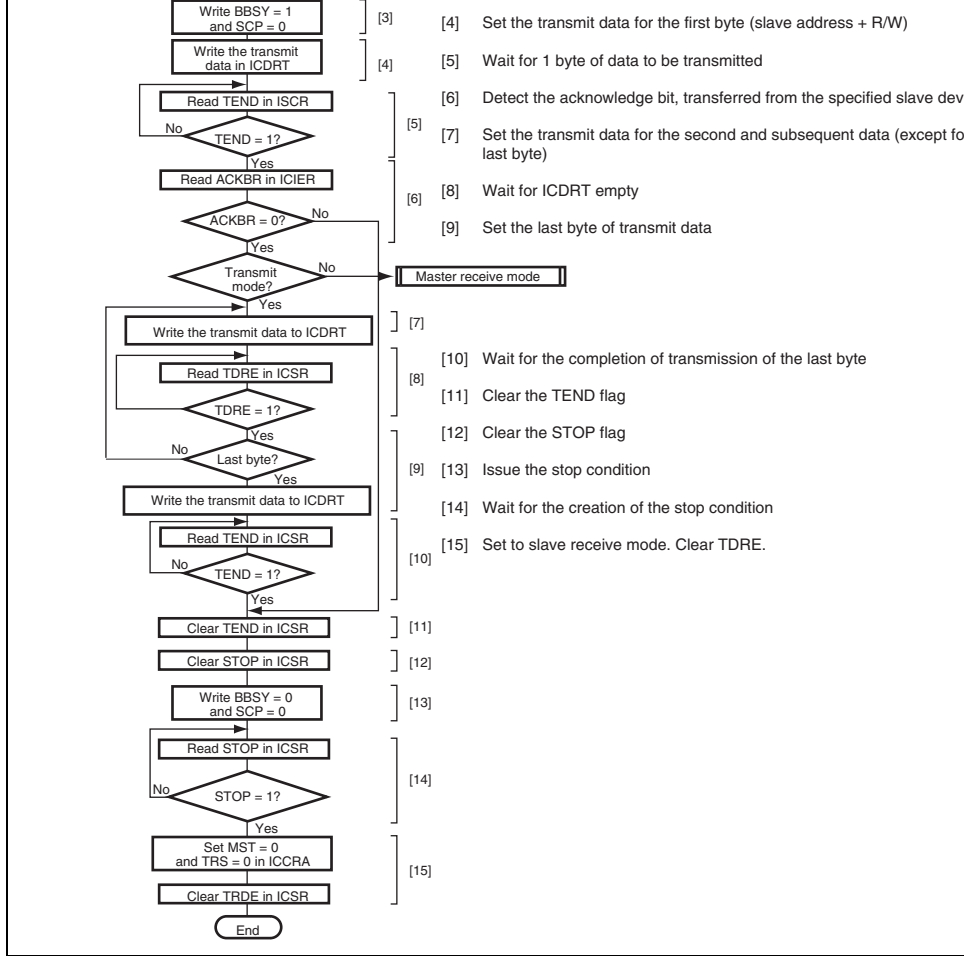 Write BBSY = 1
and SCP = 0
[3]
[4] Set the transmit data for the first byte (slave address + R/W)
Write the transmit
data in ICDRT
[4]
[5] Wait for 1 byte of data to be transmitted
Read TEND in ISCR
[6] Detect the acknowledge bit, transferred from the specified slave dev
No
TEND = 1?
[5]
[7] Set the transmit data for the second and subsequent data (except fo
last byte)
Yes
Read ACKBR in ICIER
[6]
[8] Wait for ICDRT empty
ACKBR = 0?
No
[9] Set the last byte of transmit data
Yes
Transmit
mode?
No
Master receive mode
Yes
Write the transmit data to ICDRT
[7]
[10] Wait for the completion of transmission of the last byte
Read TDRE in ICSR
[8]
[11] Clear the TEND flag
No
TDRE = 1?
[12] Clear the STOP flag
Yes
No
Last byte?
[9]
[13] Issue the stop condition
Yes
Write the transmit data to ICDRT
[14] Wait for the creation of the stop condition
Read TEND in ICSR
[10]
[15] Set to slave receive mode. Clear TDRE.
No
TEND = 1?
Yes
Clear TEND in ICSR
[11]
Clear STOP in ICSR
[12]
Write BBSY = 0
and SCP = 0
[13]
Read STOP in ICSR
[14]
No
STOP = 1?
Yes
Set MST = 0
and TRS = 0 in ICCRA
[15]
Clear TRDE in ICSR
End